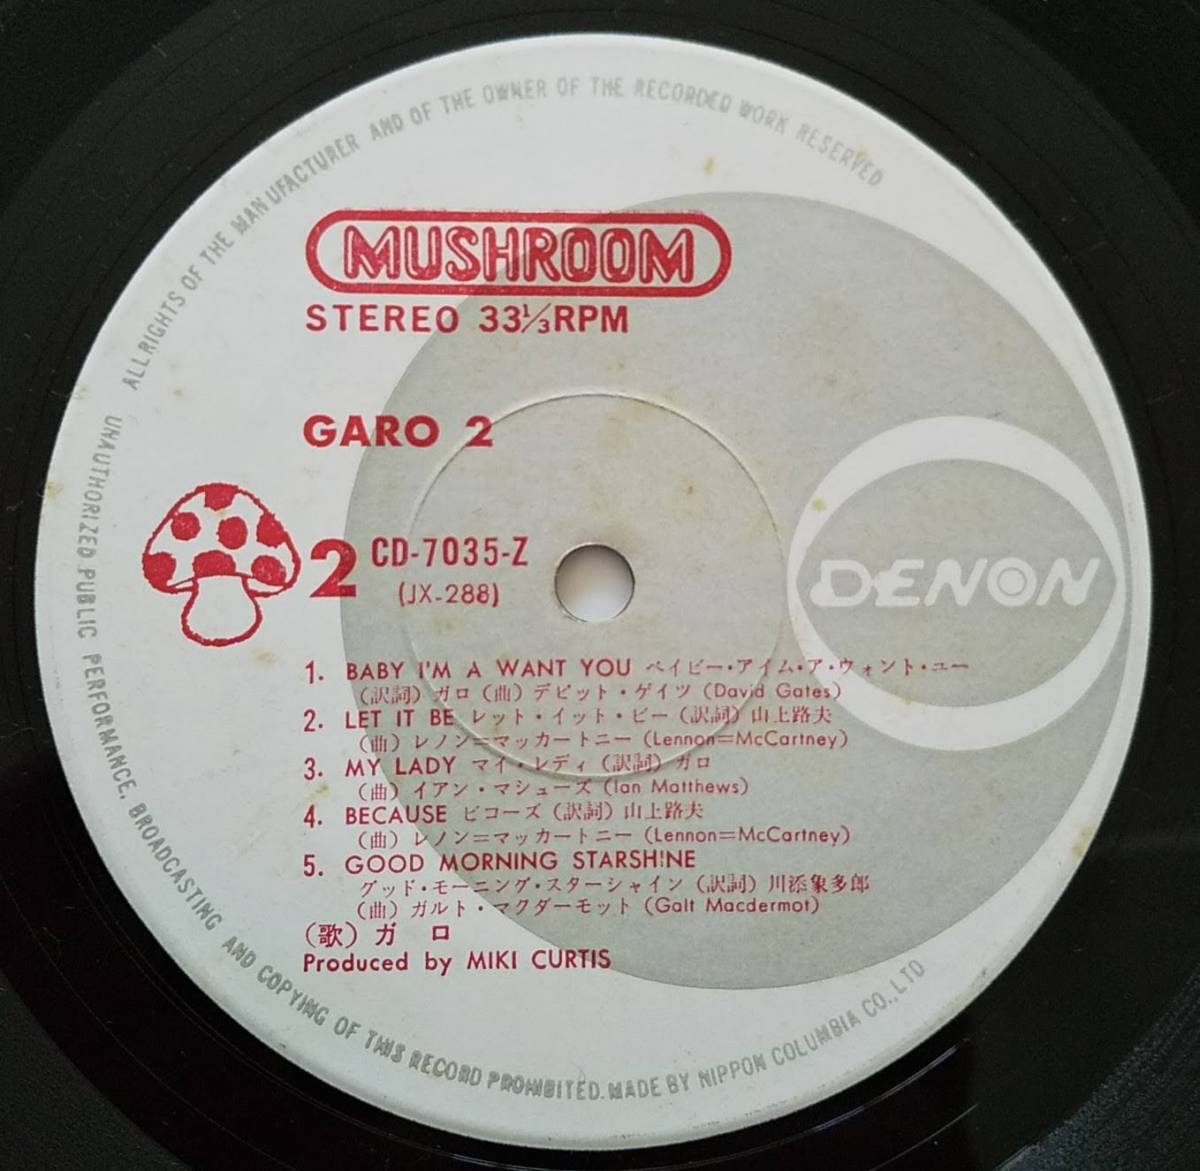 ALL RIGHTS OF THE MANUFACTURER AND OF THE OWNER OF THE RECORDED WORK RESERVED.
MUSHROOM
STEREO 33⅓RPM
GARO 2
2 CD-7035-Z
(JX-288)
DENON
1. BABY I'M A WANT YOU ベイビー・アイム・ア・ウォント・ユー
(訳詞) ガロ (曲) デビット・ゲイツ (David Gates)
2. LET IT BE レット・イット・ビー (訳詞) 山上路夫
(曲) レノン=マッカートニー (Lennon=McCartney)
3. MY LADY マイ・レディ (訳詞) ガロ
(曲) イアン・マシューズ (Ian Matthews)
4. BECAUSE ビコーズ (訳詞) 山上路夫
(曲) レノン=マッカートニー (Lennon=McCartney)
5. GOOD MORNING STARSHINE
グッド・モーニング・スターシャイン (訳詞) 川添象多郎
(曲) ガルト・マクダーモット (Galt Macdermot)
(歌) ガロ
Produced by MIKI CURTIS
UNAUTHORIZED PUBLIC PERFORMANCE, BROADCASTING AND COPYING OF THIS RECORD PROHIBITED. MADE BY NIPPON COLUMBIA CO., LTD